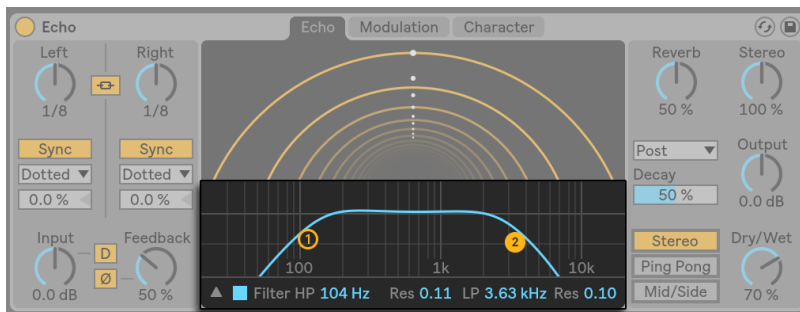 Echo
Echo Modulation Character
Left Right
1/8 1/8
Sync Sync
Dotted Dotted
0.0 % 0.0 %
Input D Feedback
Ø
0.0 dB 50 %
1 2
100 1k 10k
Filter HP 104 Hz Res 0.11 LP 3.63 kHz Res 0.10
Reverb Stereo
50 % 100 %
Post Output
Decay
50 % 0.0 dB
Stereo Dry/Wet
Ping Pong
Mid/Side 70 %